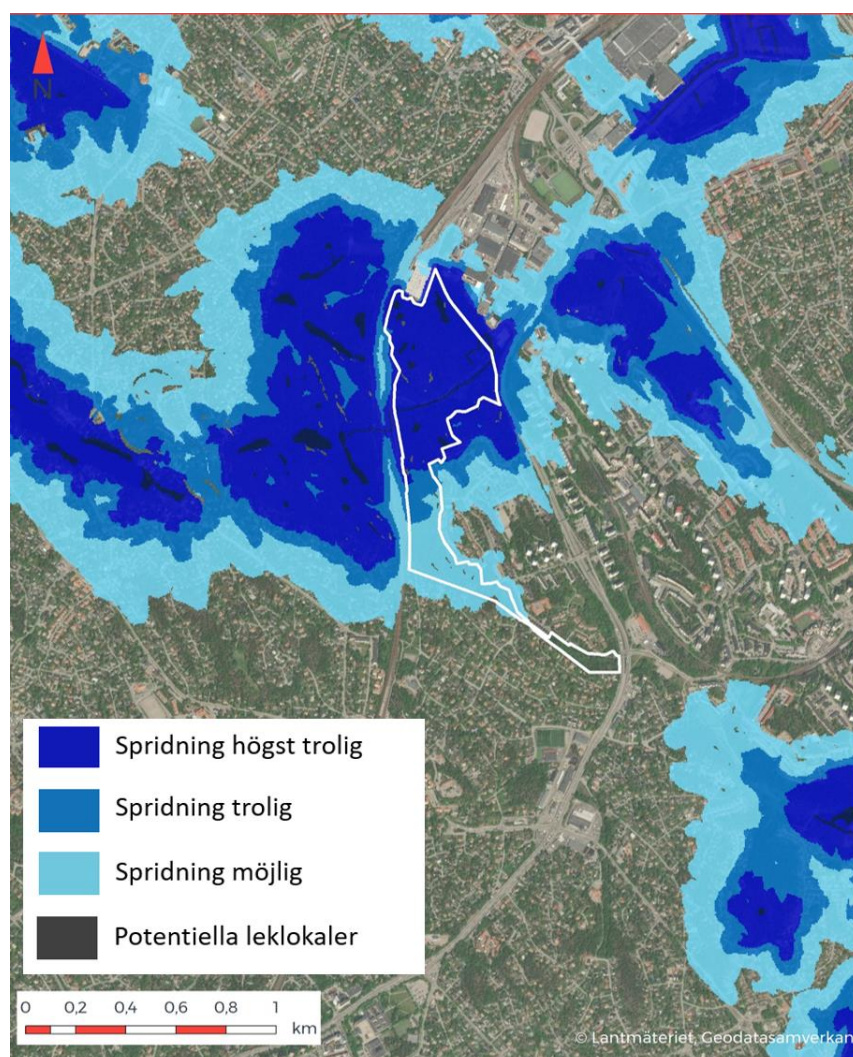 N
Spridning högst trolig
Spridning trolig
Spridning möjlig
Potentiella leklokaler
0 0,2 0,4 0,6 0,8 1
km
© Lantmäteriet, Geodatasamverkan